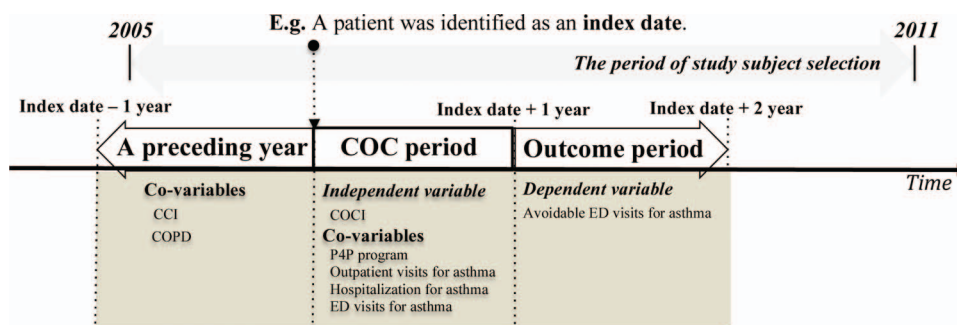 E.g. A patient was identified as an index date.
2005
2011
The period of study subject selection
Index date – 1 year
Index date + 1 year
Index date + 2 year
A preceding year
COC period
Outcome period
Time
Co-variables
CCI
COPD
Independent variable
COCI
Co-variables
P4P program
Outpatient visits for asthma
Hospitalization for asthma
ED visits for asthma
Dependent variable
Avoidable ED visits for asthma